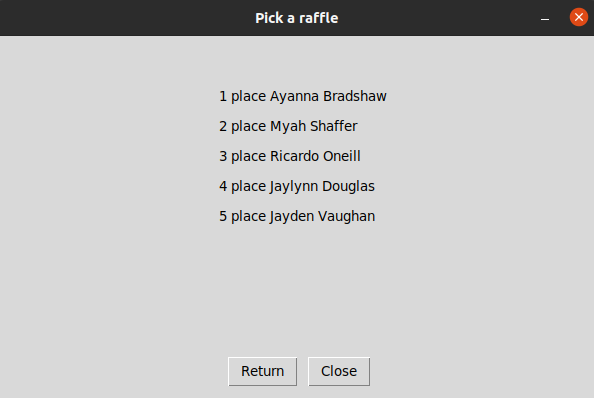 Pick a raffle
1 place Ayanna Bradshaw
2 place Myah Shaffer
3 place Ricardo Oneill
4 place Jaylynn Douglas
5 place Jayden Vaughan
Return Close